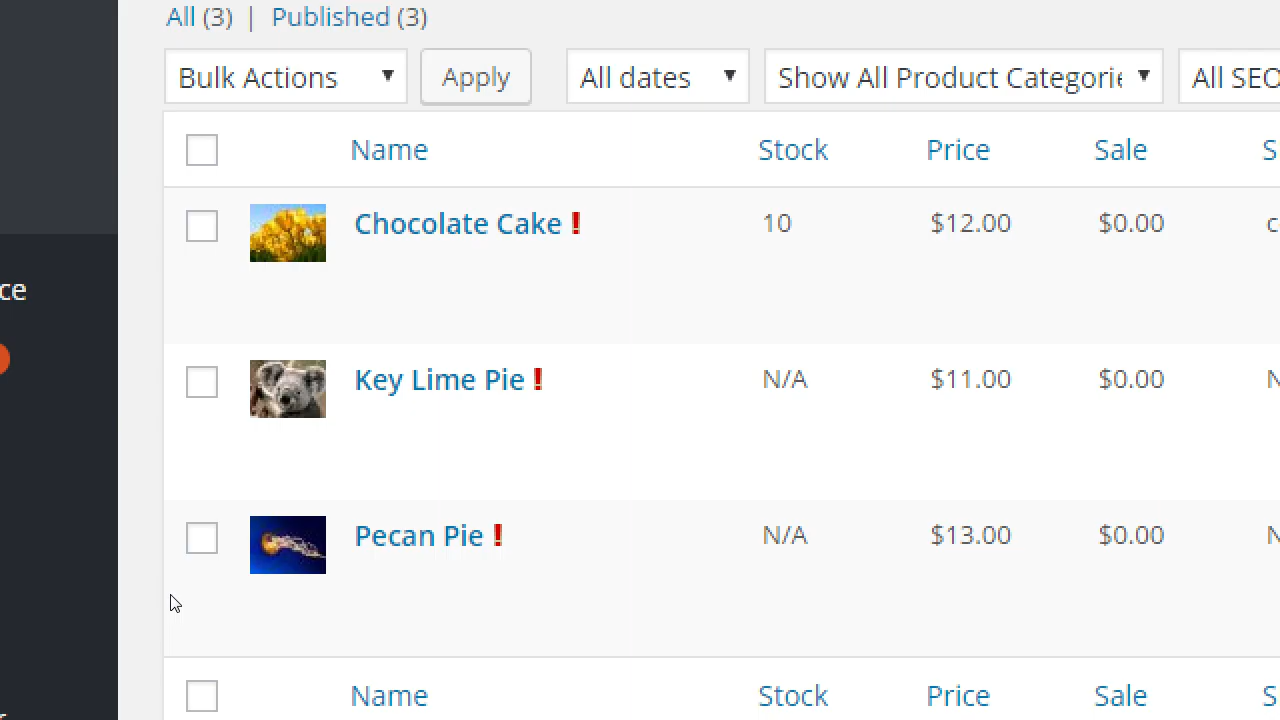 All (3) | Published (3)
Bulk Actions Apply All dates Show All Product Categorie All SEO
Name Stock Price Sale S
Chocolate Cake ! 10 $12.00 $0.00 c
ce
Key Lime Pie ! N/A $11.00 $0.00 N
Pecan Pie ! N/A $13.00 $0.00 N
Name Stock Price Sale S